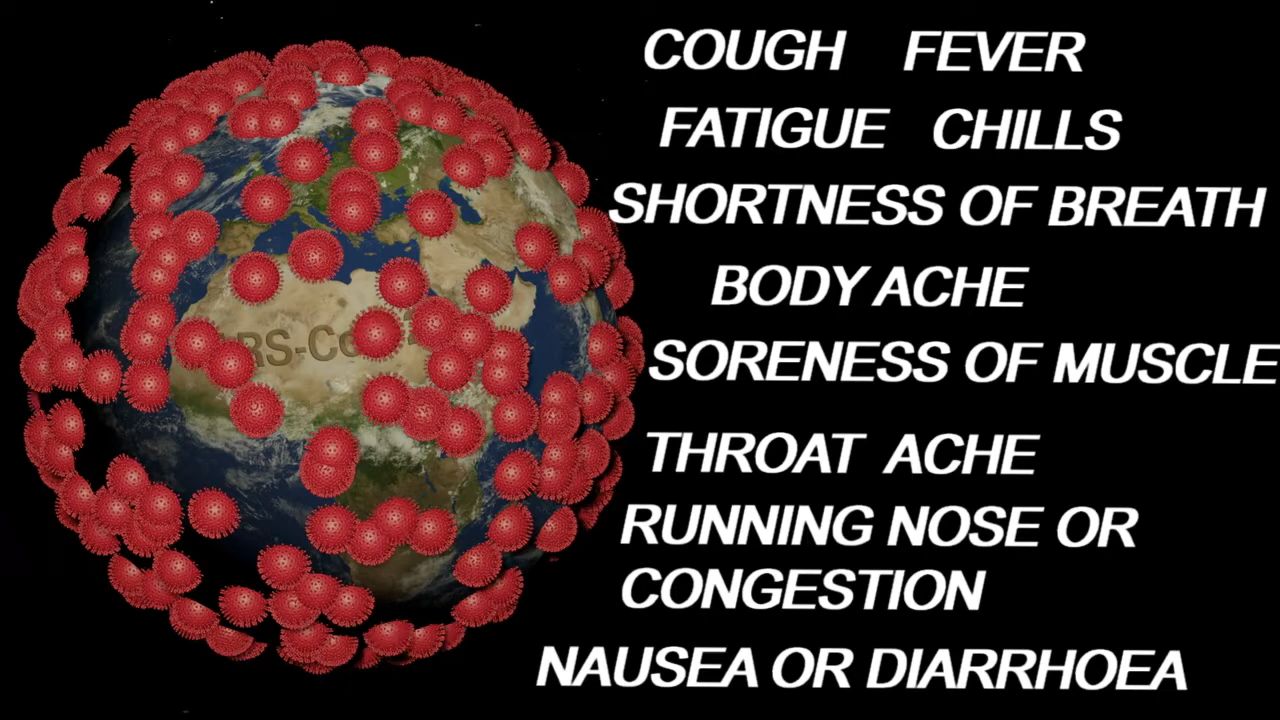 COUGH FEVER
FATIGUE CHILLS
SHORTNESS OF BREATH
BODY ACHE
SORENESS OF MUSCLE
THROAT ACHE
RUNNING NOSE OR
CONGESTION
NAUSEA OR DIARRHOEA